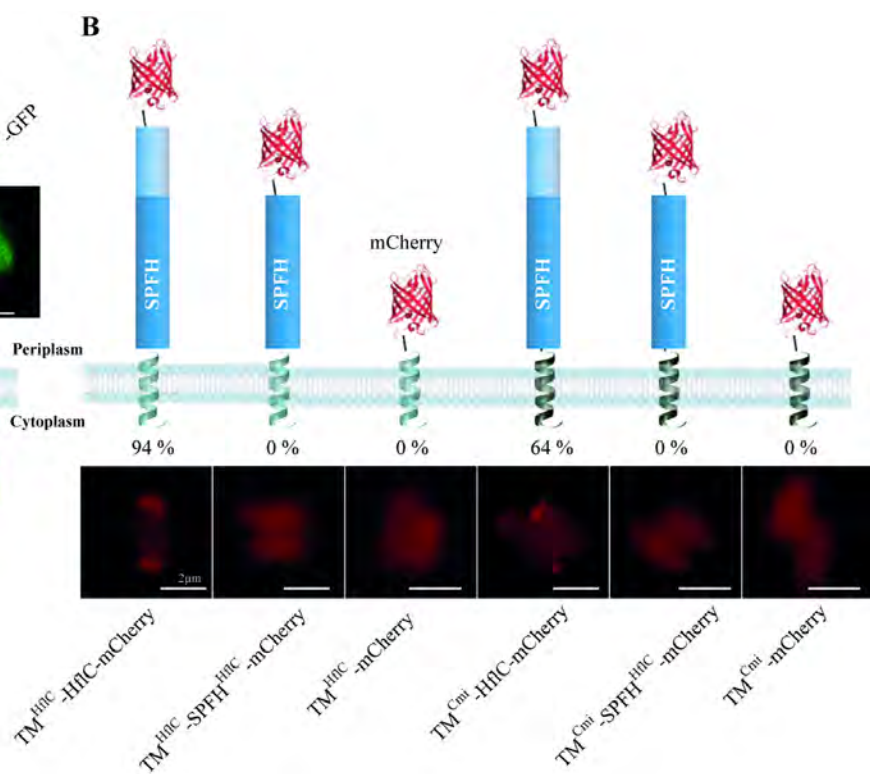 B
-GFP
SPFH
SPFH
mCherry
SPFH
SPFH
Periplasm
Cytoplasm
94 %
0 %
0 %
64 %
0 %
0 %
2μm
TM^HflC-HflC-mCherry
TM^HflC-SPFH^HflC-mCherry
TM^HflC-mCherry
TM^Cmi-HflC-mCherry
TM^Cmi-SPFH^HflC-mCherry
TM^Cmi-mCherry